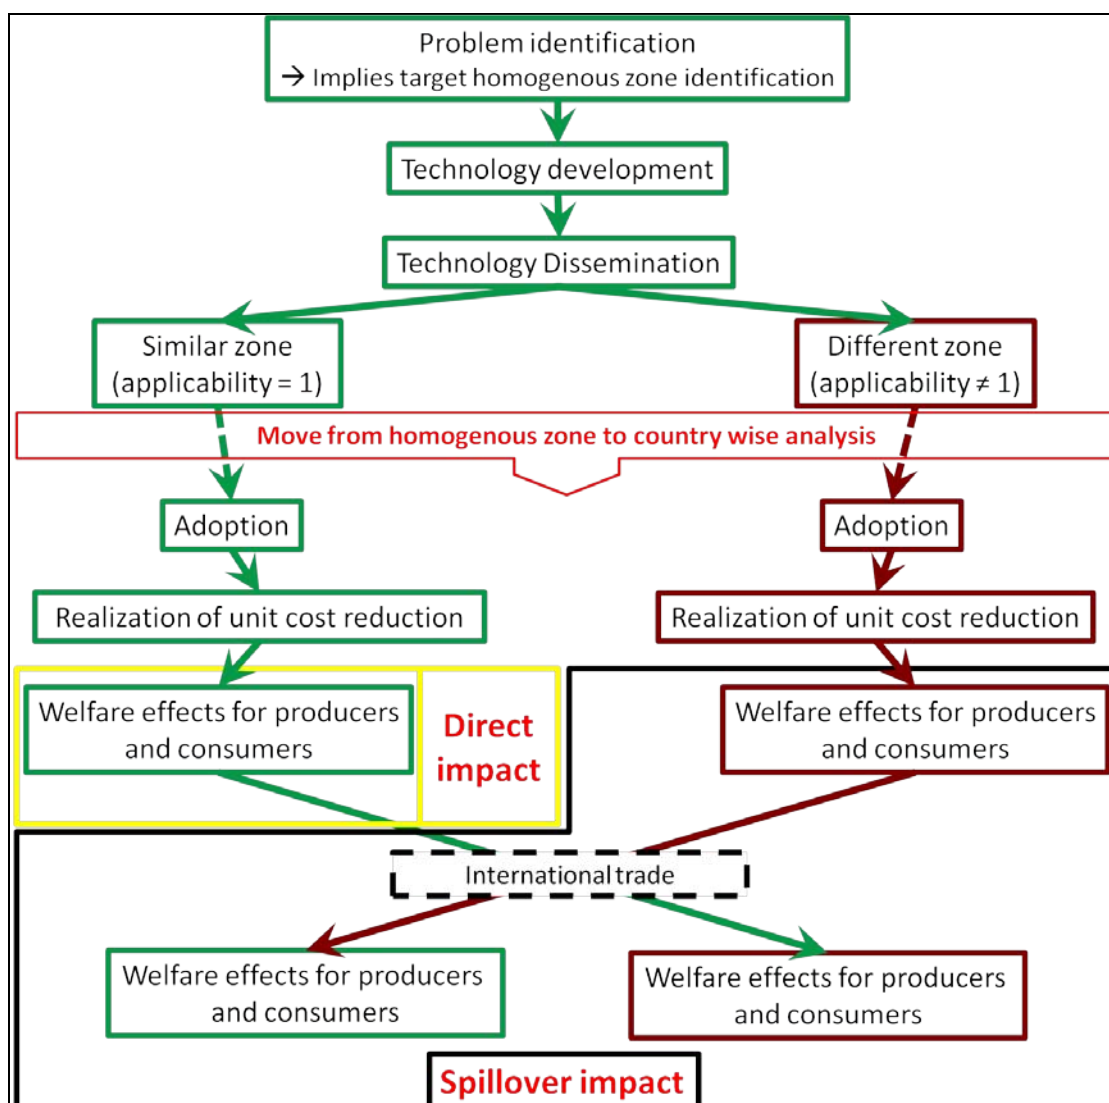 Problem identification
→ Implies target homogenous zone identification
Technology development
Technology Dissemination
Similar zone
(applicability = 1)
Different zone
(applicability ≠ 1)
Move from homogenous zone to country wise analysis
Adoption
Adoption
Realization of unit cost reduction
Realization of unit cost reduction
Welfare effects for producers
and consumers
Direct
impact
Welfare effects for producers
and consumers
International trade
Welfare effects for producers
and consumers
Welfare effects for producers
and consumers
Spillover impact